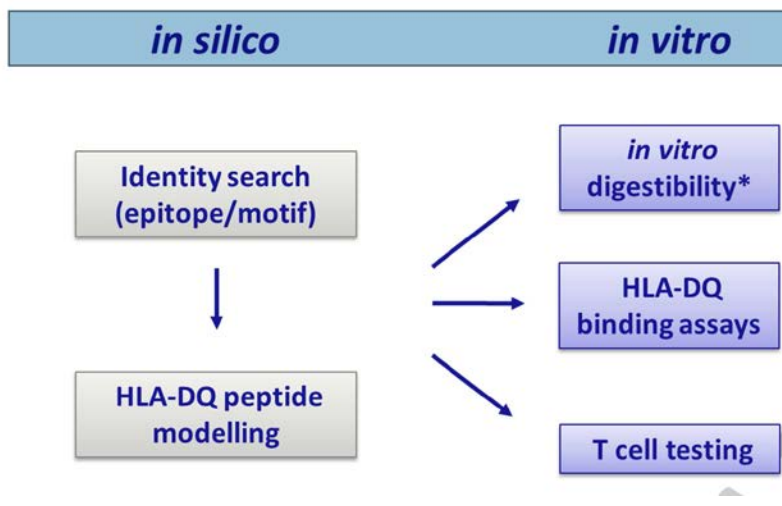 in silico
in vitro
Identity search
(epitope/motif)
HLA-DQ peptide
modelling
in vitro
digestibility*
HLA-DQ
binding assays
T cell testing